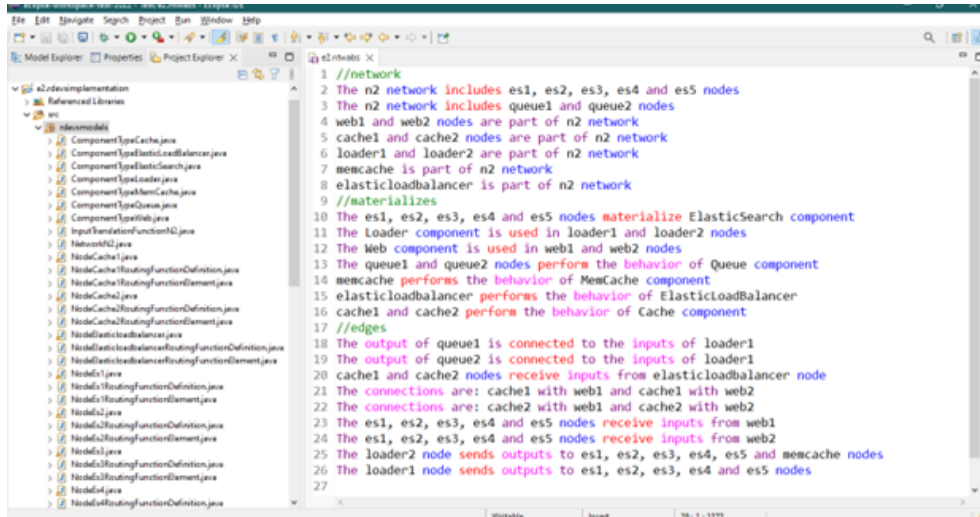 File Edit Navigate Search Project Run Window Help
Model Explorer Properties Project Explorer
e2.ntwabs
e2.rdevsimplementation
Referenced Libraries
src
rdevsmodels
ComponentTypeCache.java
ComponentTypeElasticLoadBalancer.java
ComponentTypeElasticSearch.java
ComponentTypeLoader.java
ComponentTypeMemCache.java
ComponentTypeQueue.java
ComponentTypeWeb.java
InputTranslationFunctionN2.java
NetworkN2.java
NodeCache1.java
NodeCache1RoutingFunctionDefinition.java
NodeCache1RoutingFunctionElement.java
NodeCache2.java
NodeCache2RoutingFunctionDefinition.java
NodeCache2RoutingFunctionElement.java
NodeElasticloadbalancer.java
NodeElasticloadbalancerRoutingFunctionDefinition.java
NodeElasticloadbalancerRoutingFunctionElement.java
NodeEs1.java
NodeEs1RoutingFunctionDefinition.java
NodeEs1RoutingFunctionElement.java
NodeEs2.java
NodeEs2RoutingFunctionDefinition.java
NodeEs2RoutingFunctionElement.java
NodeEs3.java
NodeEs3RoutingFunctionDefinition.java
NodeEs3RoutingFunctionElement.java
NodeEs4.java
NodeEs4RoutingFunctionDefinition.java
1 //network
2 The n2 network includes es1, es2, es3, es4 and es5 nodes
3 The n2 network includes queue1 and queue2 nodes
4 web1 and web2 nodes are part of n2 network
5 cache1 and cache2 nodes are part of n2 network
6 loader1 and loader2 are part of n2 network
7 memcache is part of n2 network
8 elasticloadbalancer is part of n2 network
9 //materializes
10 The es1, es2, es3, es4 and es5 nodes materialize ElasticSearch component
11 The Loader component is used in loader1 and loader2 nodes
12 The Web component is used in web1 and web2 nodes
13 The queue1 and queue2 nodes perform the behavior of Queue component
14 memcache performs the behavior of MemCache component
15 elasticloadbalancer performs the behavior of ElasticLoadBalancer
16 cache1 and cache2 perform the behavior of Cache component
17 //edges
18 The output of queue1 is connected to the inputs of loader1
19 The output of queue2 is connected to the inputs of loader1
20 cache1 and cache2 nodes receive inputs from elasticloadbalancer node
21 The connections are: cache1 with web1 and cache1 with web2
22 The connections are: cache2 with web1 and cache2 with web2
23 The es1, es2, es3, es4 and es5 nodes receive inputs from web1
24 The es1, es2, es3, es4 and es5 nodes receive inputs from web2
25 The loader2 node sends outputs to es1, es2, es3, es4, es5 and memcache nodes
26 The loader1 node sends outputs to es1, es2, es3, es4 and es5 nodes
27